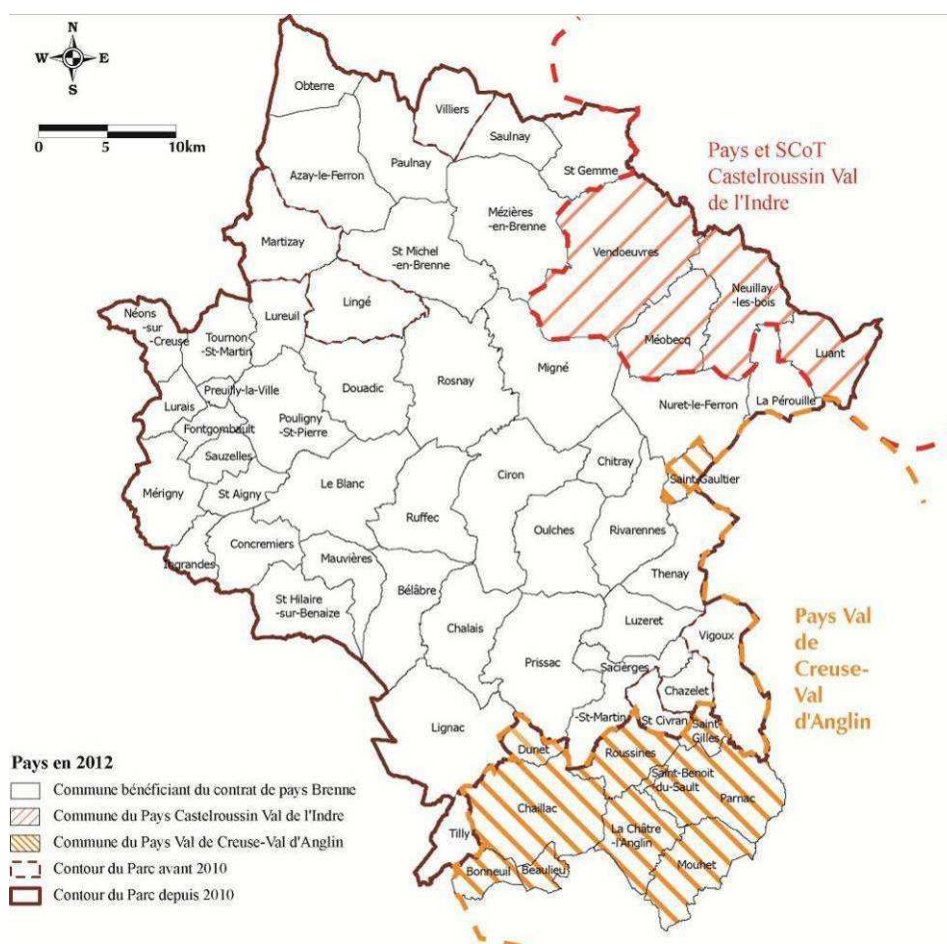 N
W
E
S
0
5
10km
Obterre
Villiers
Saulnay
Paulnay
Azay-le-Ferron
St Gemme
Pays et SCoT
Castelroussin Val
de l'Indre
Mézières
-en-Brenne
Martizay
St Michel
-en-Brenne
Vendoeuvres
Neuillay
-les-bois
Lingé
Néons
-sur
-Creuse
Lureuil
Tournon
-St-Martin
Méobecq
Luant
Migné
Rosnay
Douadic
Preuilly-la-Ville
Lurais
Pouligny
-St-Pierre
Nuret-le-Ferron
La Pérouille
Fontgombault
Sauzelles
Chitray
Ciron
Saint-Gaultier
Le Blanc
Mérigny
St Aigny
Ruffec
Oulches
Rivarennes
Concremiers
Mauvières
Ingrandes
Thenay
Bélâbre
St Hilaire
-sur-Benaize
Luzeret
Chalais
Vigoux
Pays Val
de
Creuse-
Val
d'Anglin
Prissac
Sacierges
Chazelet
-St-Martin
St Civran
Saint-
Gilles
Lignac
Dunet
Roussines
Saint-Benoit
-du-Sault
Parnac
Chaillac
La Châtre
-l'Anglin
Tilly
Mouhet
Bonneuil
Beaulieu
Pays en 2012
Commune bénéficiant du contrat de pays Brenne
Commune du Pays Castelroussin Val de l'Indre
Commune du Pays Val de Creuse-Val d'Anglin
Contour du Parc avant 2010
Contour du Parc depuis 2010